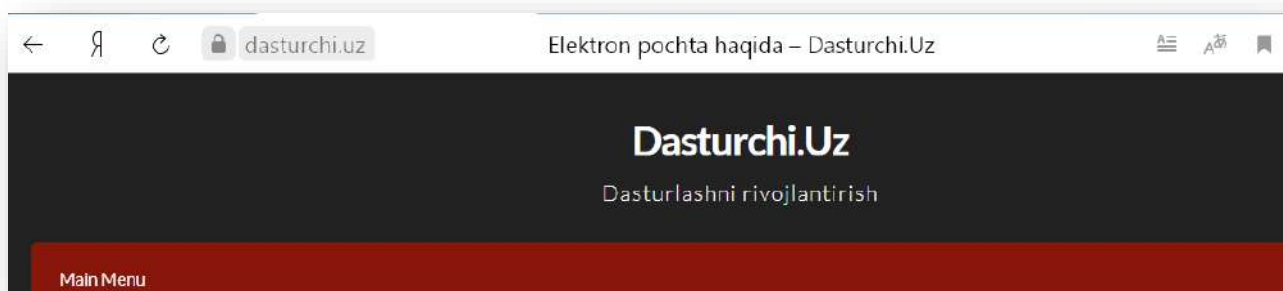 Я dasturchi.uz Elektron pochta haqida – Dasturchi.Uz
Dasturchi.Uz
Dasturlashni rivojlantirish
Main Menu